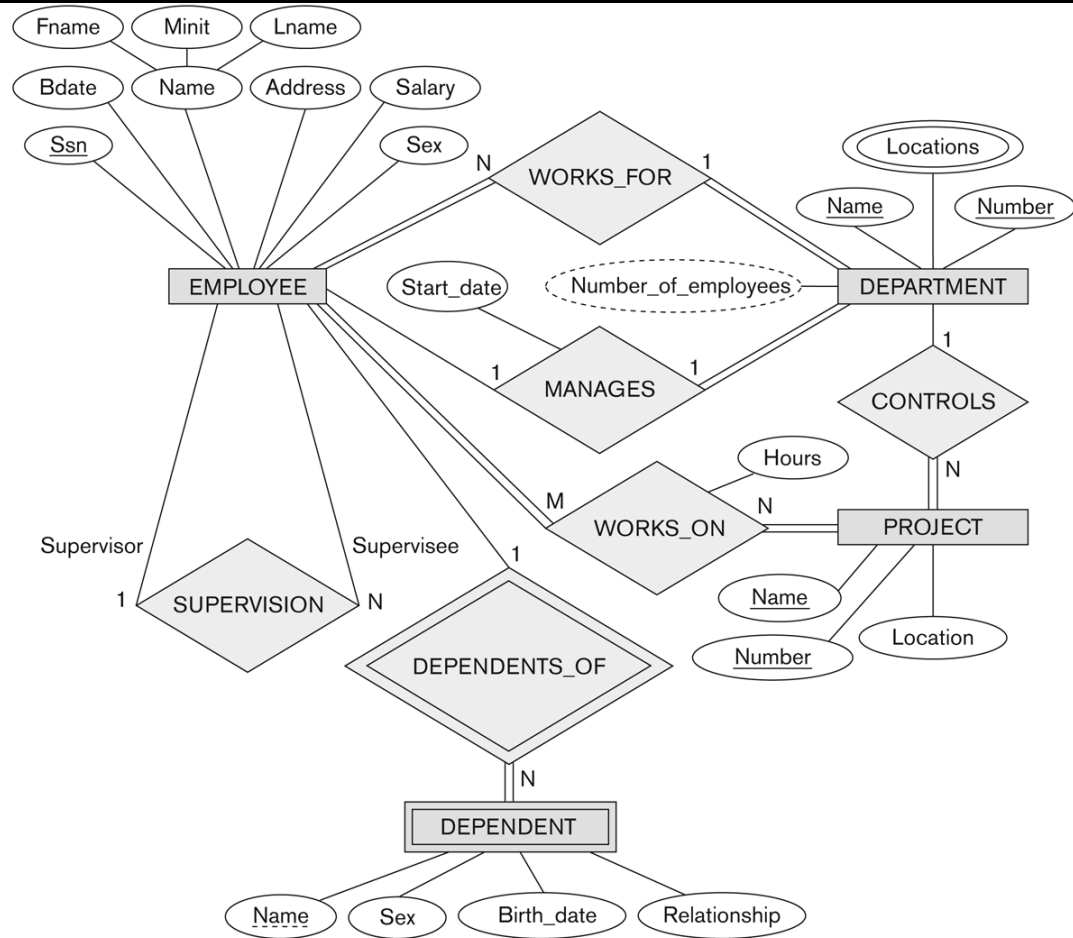 Fname
Minit
Lname
Bdate
Name
Address
Salary
Ssn
Sex
N
WORKS_FOR
1
Locations
Name
Number
EMPLOYEE
Start_date
Number_of_employees
DEPARTMENT
1
MANAGES
1
1
CONTROLS
N
Hours
M
WORKS_ON
N
PROJECT
Supervisor
Supervisee
1
SUPERVISION
N
1
Name
Number
Location
DEPENDENTS_OF
N
DEPENDENT
Name
Sex
Birth_date
Relationship